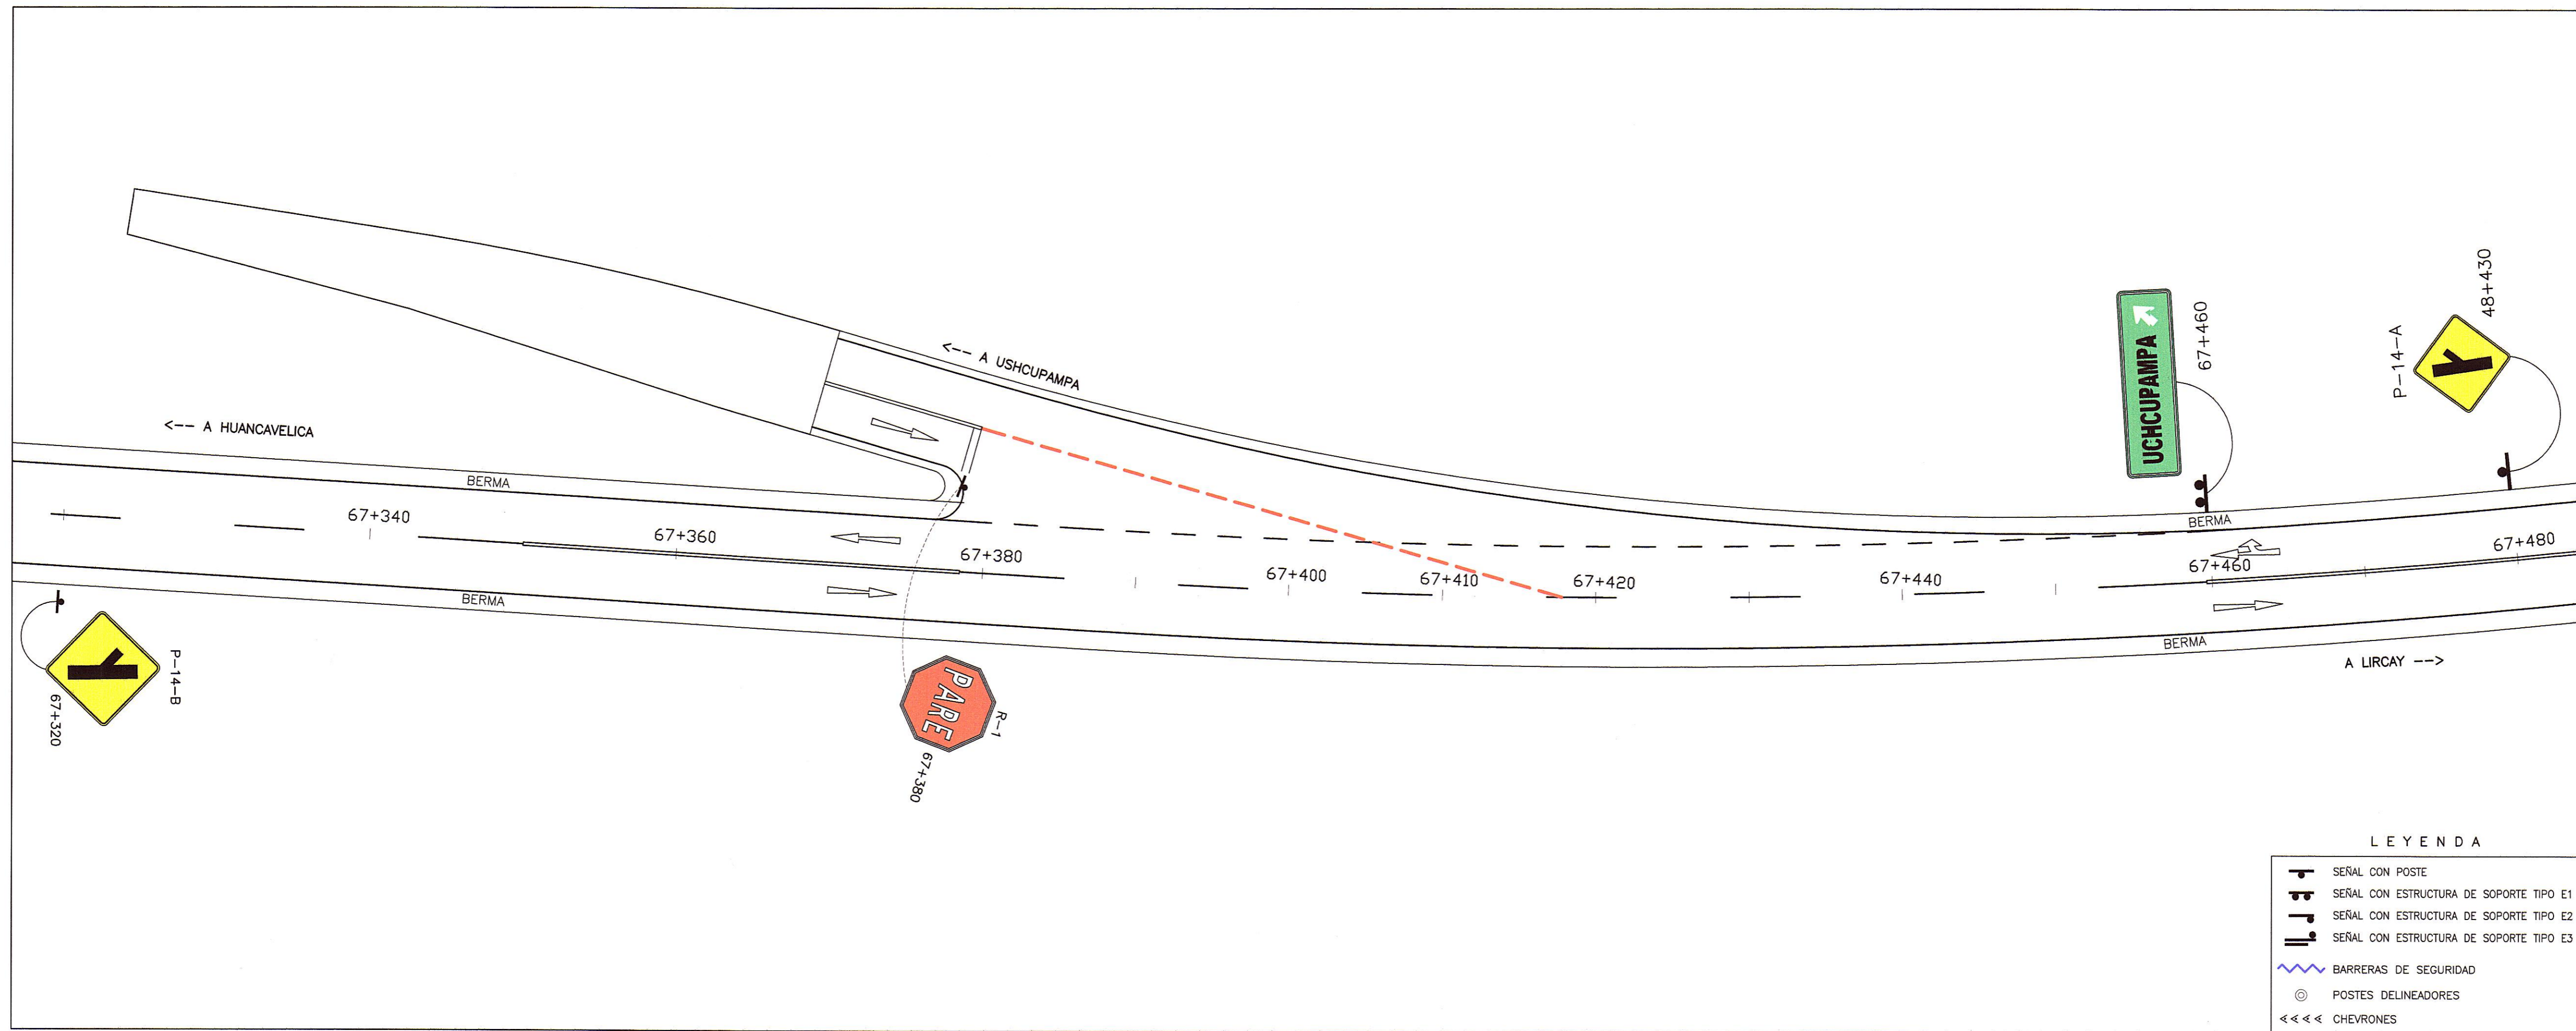 <-- A USHCUPAMPA
<-- A HUANCAVELICA
BERMA
BERMA
67+340
67+360
67+380
67+400
67+410
67+420
67+440
67+460
67+480
BERMA
BERMA
A LIRCAY -->
UCHCUPAMPA
67+460
P-14-A
48+430
P-14-B
67+320
PARE
R-1
67+380
LEYENDA
SEÑAL CON POSTE
SEÑAL CON ESTRUCTURA DE SOPORTE TIPO E1
SEÑAL CON ESTRUCTURA DE SOPORTE TIPO E2
SEÑAL CON ESTRUCTURA DE SOPORTE TIPO E3
BARRERAS DE SEGURIDAD
POSTES DELINEADORES
CHEVRONES